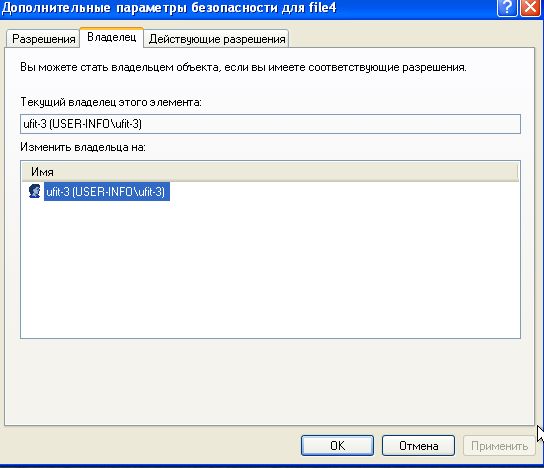 Дополнительные параметры безопасности для file4
Разрешения Владелец Действующие разрешения
Вы можете стать владельцем объекта, если вы имеете соответствующие разрешения.
Текущий владелец этого элемента:
ufit-3 (USER-INFO\ufit-3)
Изменить владельца на:
Имя
ufit-3 (USER-INFO\ufit-3)
OK Отмена Применить